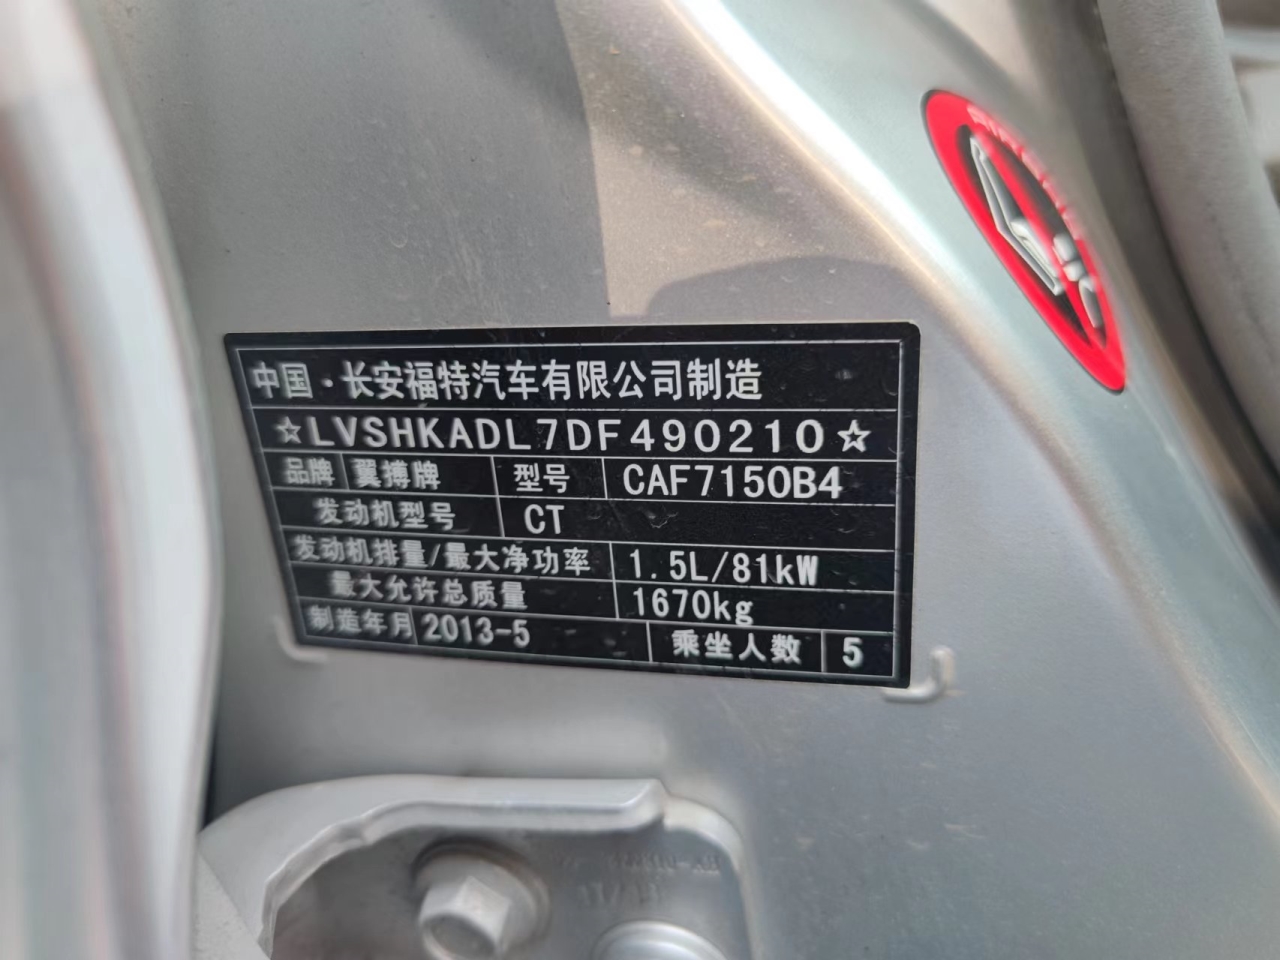 中国·长安福特汽车有限公司制造
☆LVSHKADL7DF490210☆
品牌 翼搏牌 型号 CAF7150B4
发动机型号 CT
发动机排量/最大净功率 1.5L/81kW
最大允许总质量 1670kg
制造年月 2013-5 乘坐人数 5